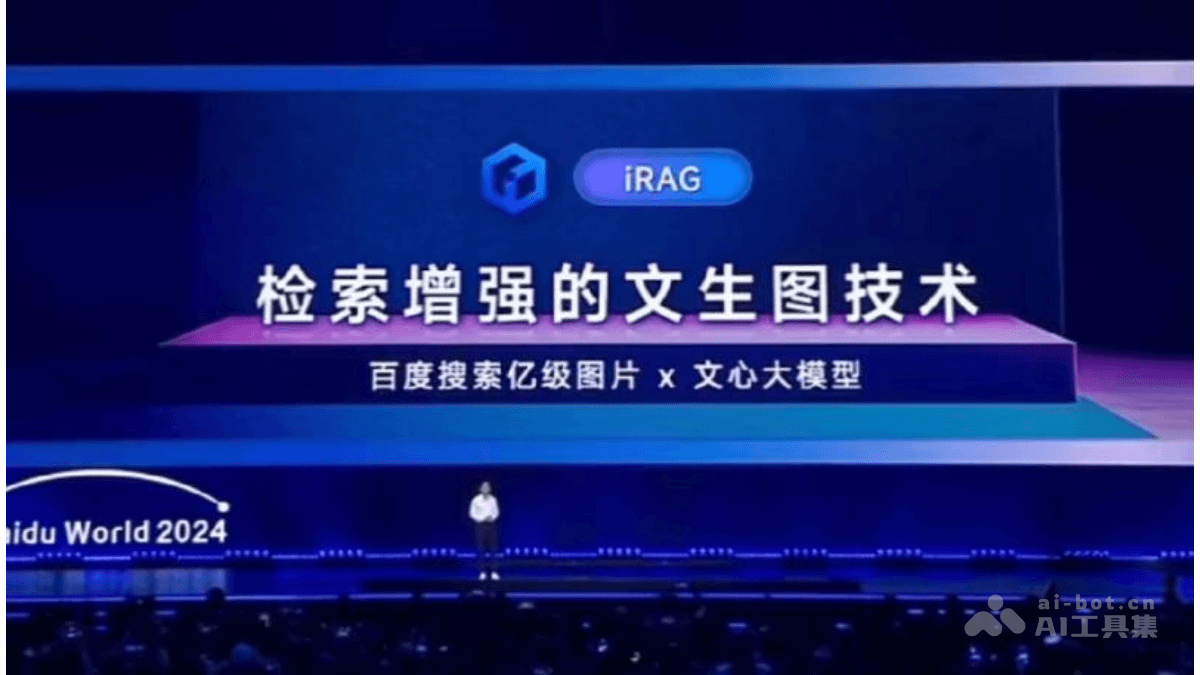 iRAG
检索增强的文生图技术
百度搜索亿级图片 x 文心大模型
aidu World 2024
ai-bot.cn
AI工具集